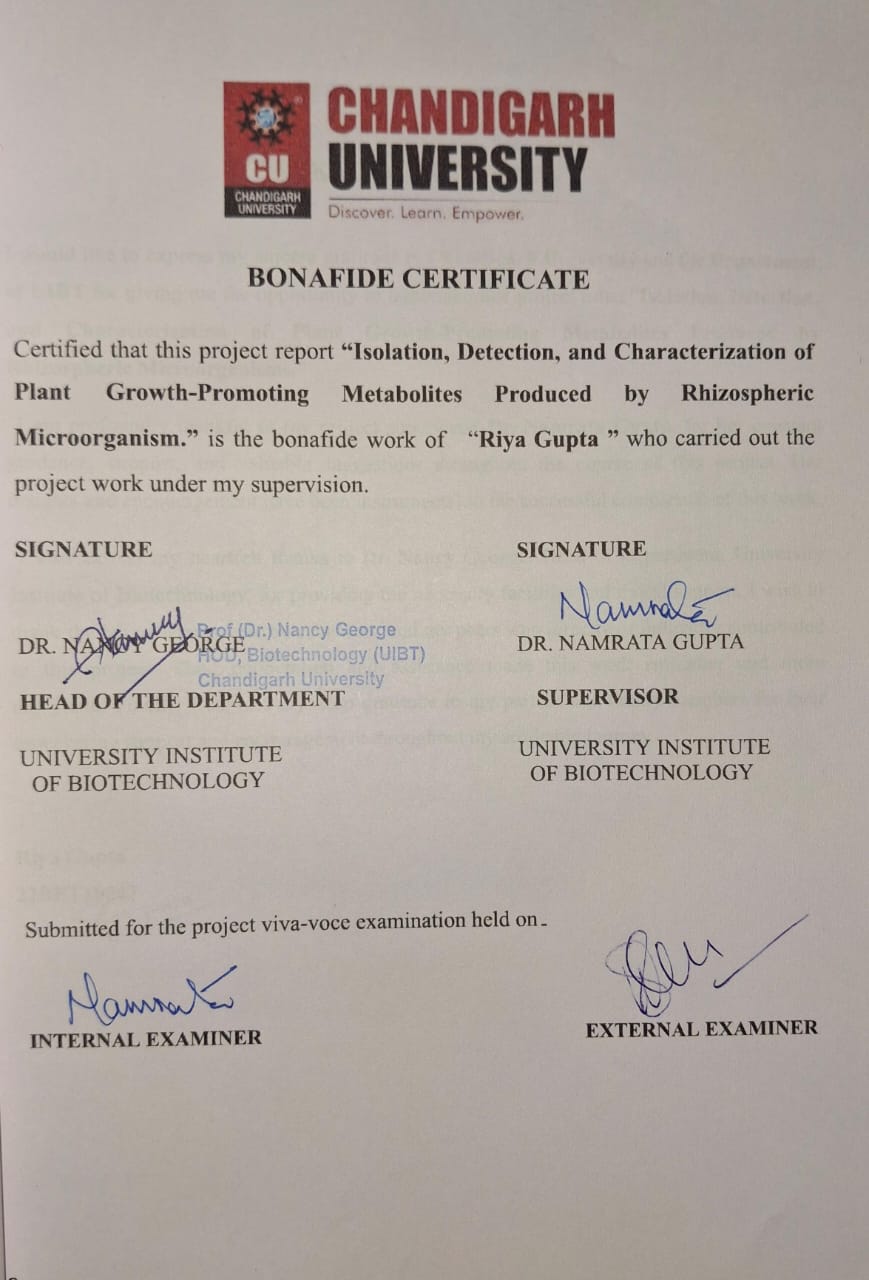 CU
CHANDIGARH
UNIVERSITY
CHANDIGARH
UNIVERSITY
Discover. Learn. Empower.
BONAFIDE CERTIFICATE
Certified that this project report “Isolation, Detection, and Characterization of
Plant Growth-Promoting Metabolites Produced by Rhizospheric
Microorganism.” is the bonafide work of “Riya Gupta ” who carried out the
project work under my supervision.
SIGNATURE
Nancy
DR. NANCY GEORGE
Prof (Dr.) Nancy George
HOD, Biotechnology (UIBT)
Chandigarh University
HEAD OF THE DEPARTMENT
UNIVERSITY INSTITUTE
OF BIOTECHNOLOGY
SIGNATURE
Namrata
DR. NAMRATA GUPTA
SUPERVISOR
UNIVERSITY INSTITUTE
OF BIOTECHNOLOGY
Riya Gupta
Submitted for the project viva-voce examination held on -
Namrata
INTERNAL EXAMINER
EXTERNAL EXAMINER